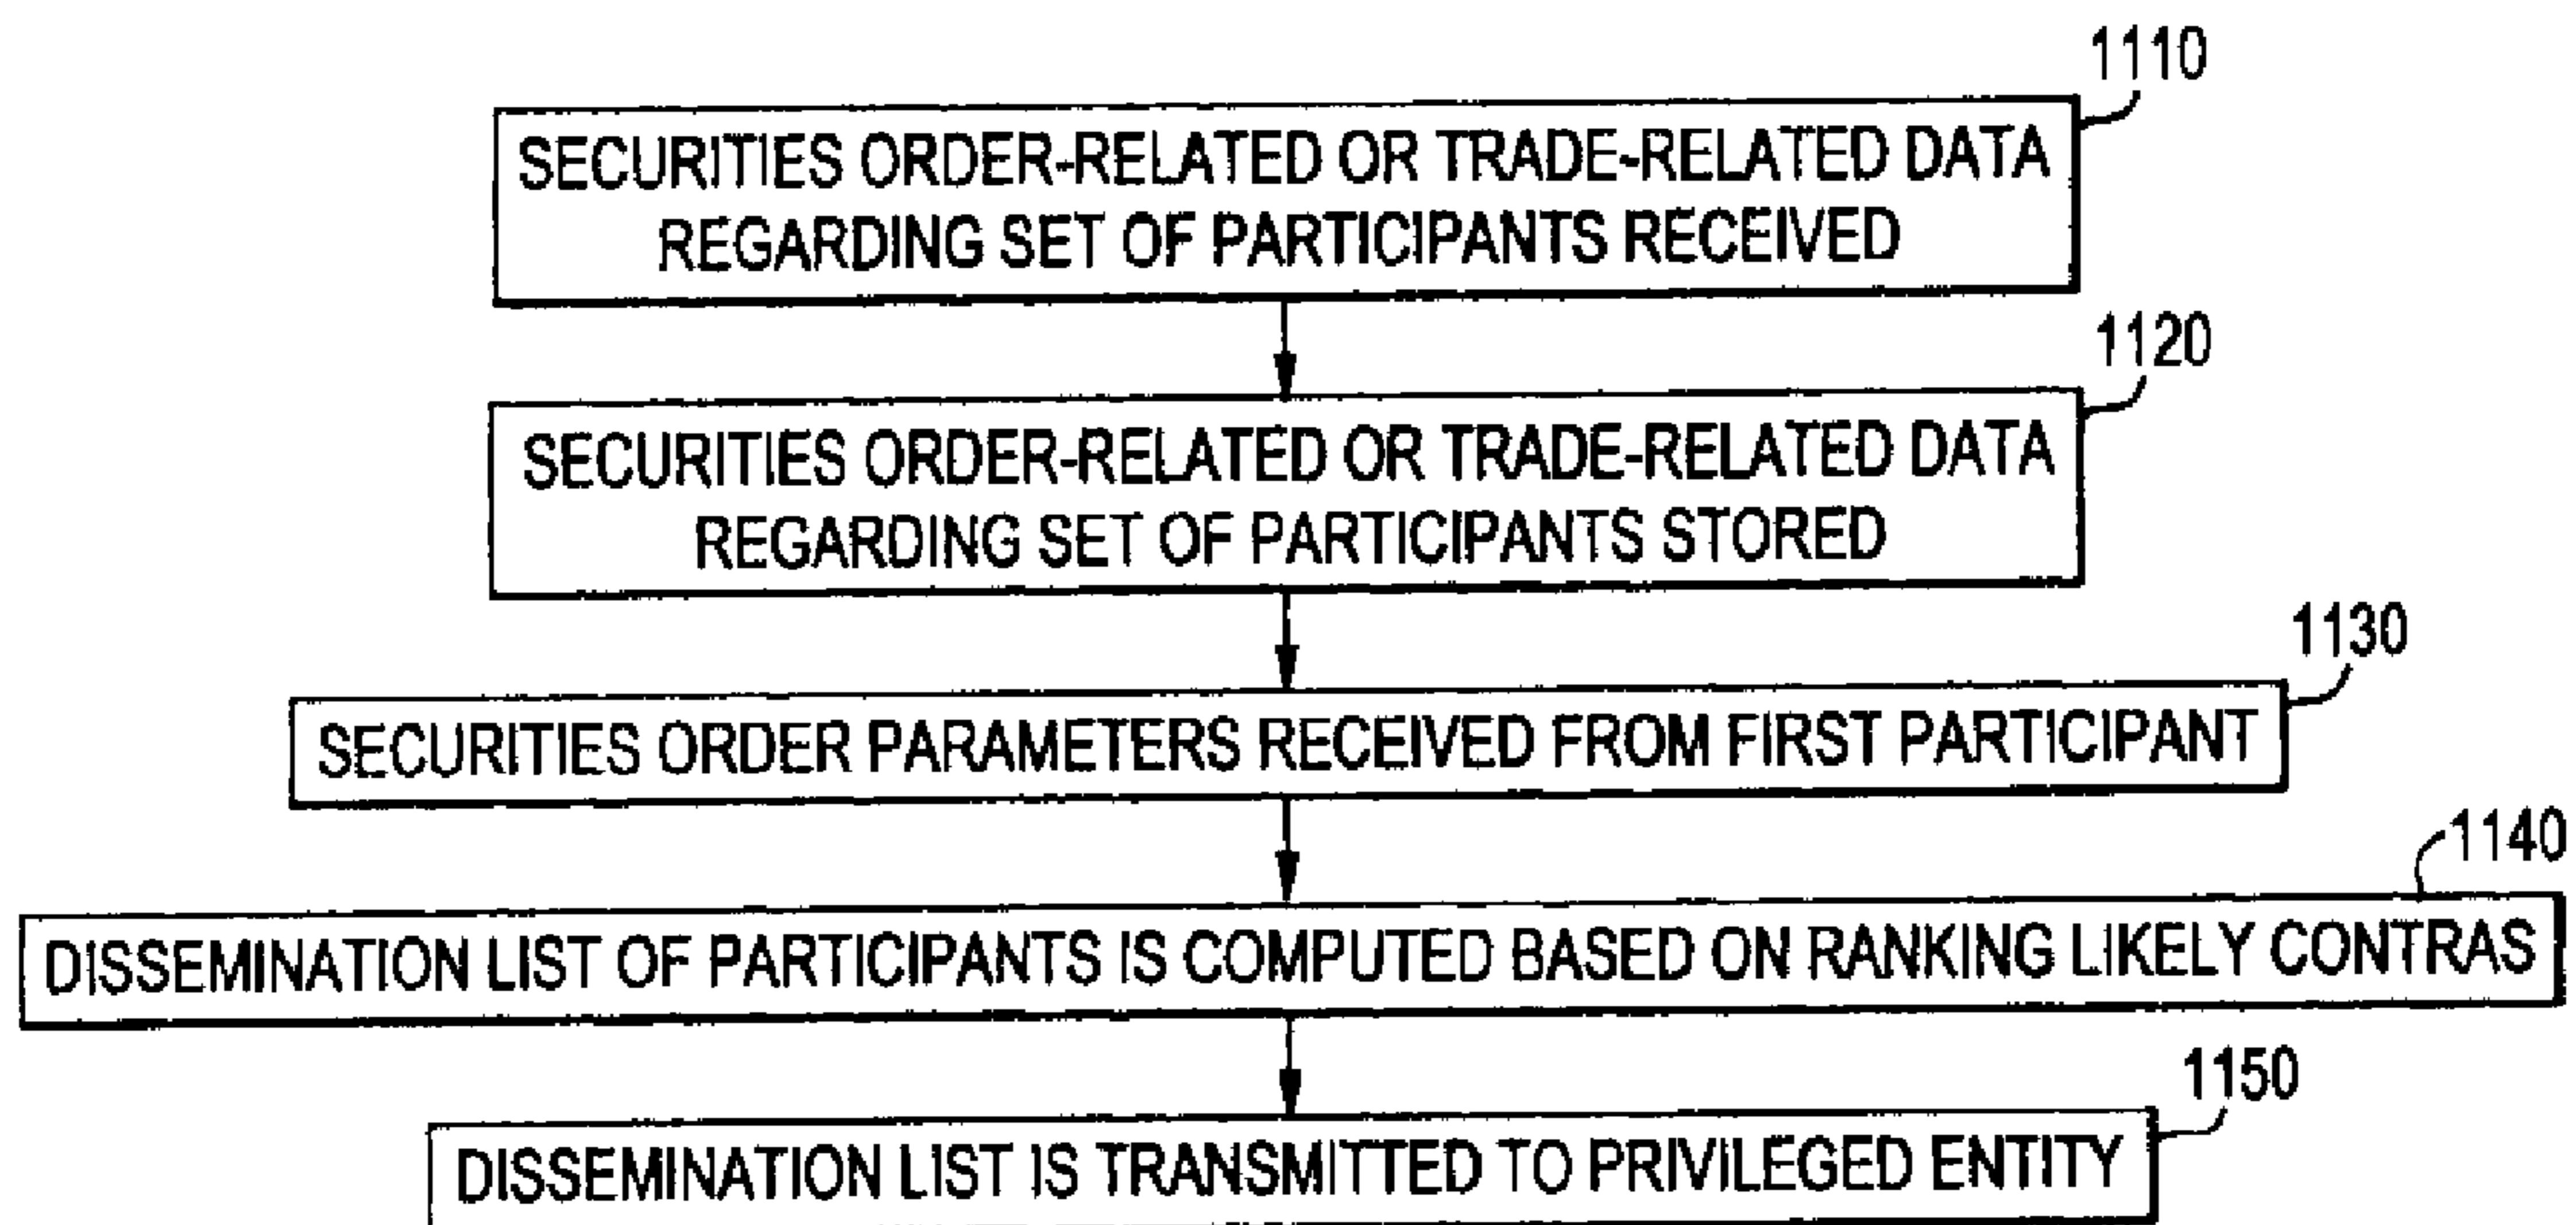 1110
SECURITIES ORDER-RELATED OR TRADE-RELATED DATA
REGARDING SET OF PARTICIPANTS RECEIVED
1120
SECURITIES ORDER-RELATED OR TRADE-RELATED DATA
REGARDING SET OF PARTICIPANTS STORED
1130
SECURITIES ORDER PARAMETERS RECEIVED FROM FIRST PARTICIPANT
1140
DISSEMINATION LIST OF PARTICIPANTS IS COMPUTED BASED ON RANKING LIKELY CONTRAS
1150
DISSEMINATION LIST IS TRANSMITTED TO PRIVILEGED ENTITY